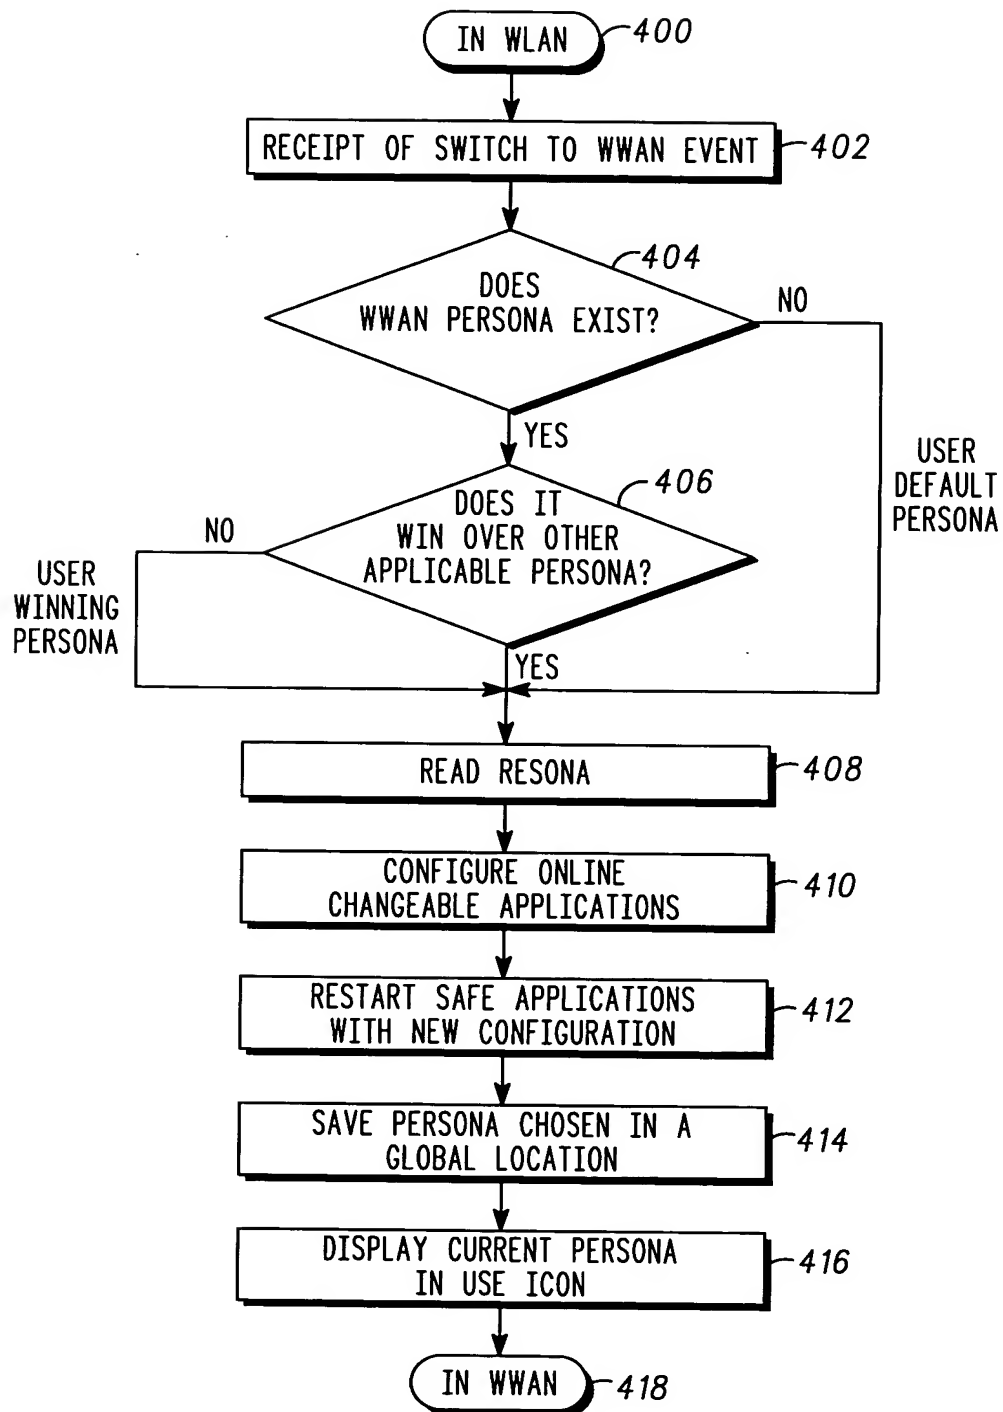 IN WLAN
400
RECEIPT OF SWITCH TO WWAN EVENT
402
404
DOES
WWAN PERSONA EXIST?
NO
YES
USER
DEFAULT
PERSONA
406
DOES IT
WIN OVER OTHER
APPLICABLE PERSONA?
NO
USER
WINNING
PERSONA
YES
READ RESONA
408
CONFIGURE ONLINE
CHANGEABLE APPLICATIONS
410
RESTART SAFE APPLICATIONS
WITH NEW CONFIGURATION
412
SAVE PERSONA CHOSEN IN A
GLOBAL LOCATION
414
DISPLAY CURRENT PERSONA
IN USE ICON
416
IN WWAN
418